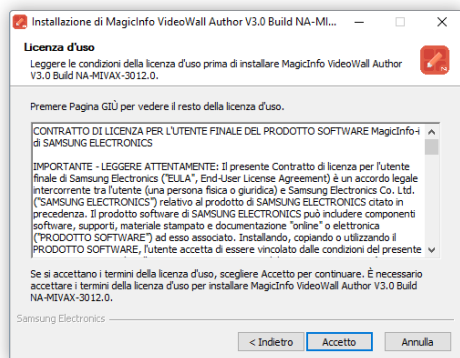 Installazione di MagicInfo VideoWall Author V3.0 Build NA-MI...
Licenza d'uso
Leggere le condizioni della licenza d'uso prima di installare MagicInfo VideoWall Author
V3.0 Build NA-MIVAX-3012.0.
Premere Pagina GIÙ per vedere il resto della licenza d'uso.
CONTRATTO DI LICENZA PER L'UTENTE FINALE DEL PRODOTTO SOFTWARE MagicInfo-i
di SAMSUNG ELECTRONICS
IMPORTANTE - LEGGERE ATTENTAMENTE: Il presente Contratto di licenza per l'utente
finale di Samsung Electronics ("EULA", End-User License Agreement) è un accordo legale
intercorrente tra l'utente (una persona fisica o giuridica) e Samsung Electronics Co. Ltd.
("SAMSUNG ELECTRONICS") relativo al prodotto di SAMSUNG ELECTRONICS citato in
precedenza. Il prodotto software di SAMSUNG ELECTRONICS può includere componenti
software, supporti, materiale stampato e documentazione "online" o elettronica
("PRODOTTO SOFTWARE") ad esso associato. Installando, copiando o utilizzando il
PRODOTTO SOFTWARE, l'utente accetta di essere vincolato dalle condizioni del presente
Se si accettano i termini della licenza d'uso, scegliere Accetto per continuare. È necessario
accettare i termini della licenza d'uso per installare MagicInfo VideoWall Author V3.0 Build
NA-MIVAX-3012.0.
Samsung Electronics
< Indietro Accetto Annulla